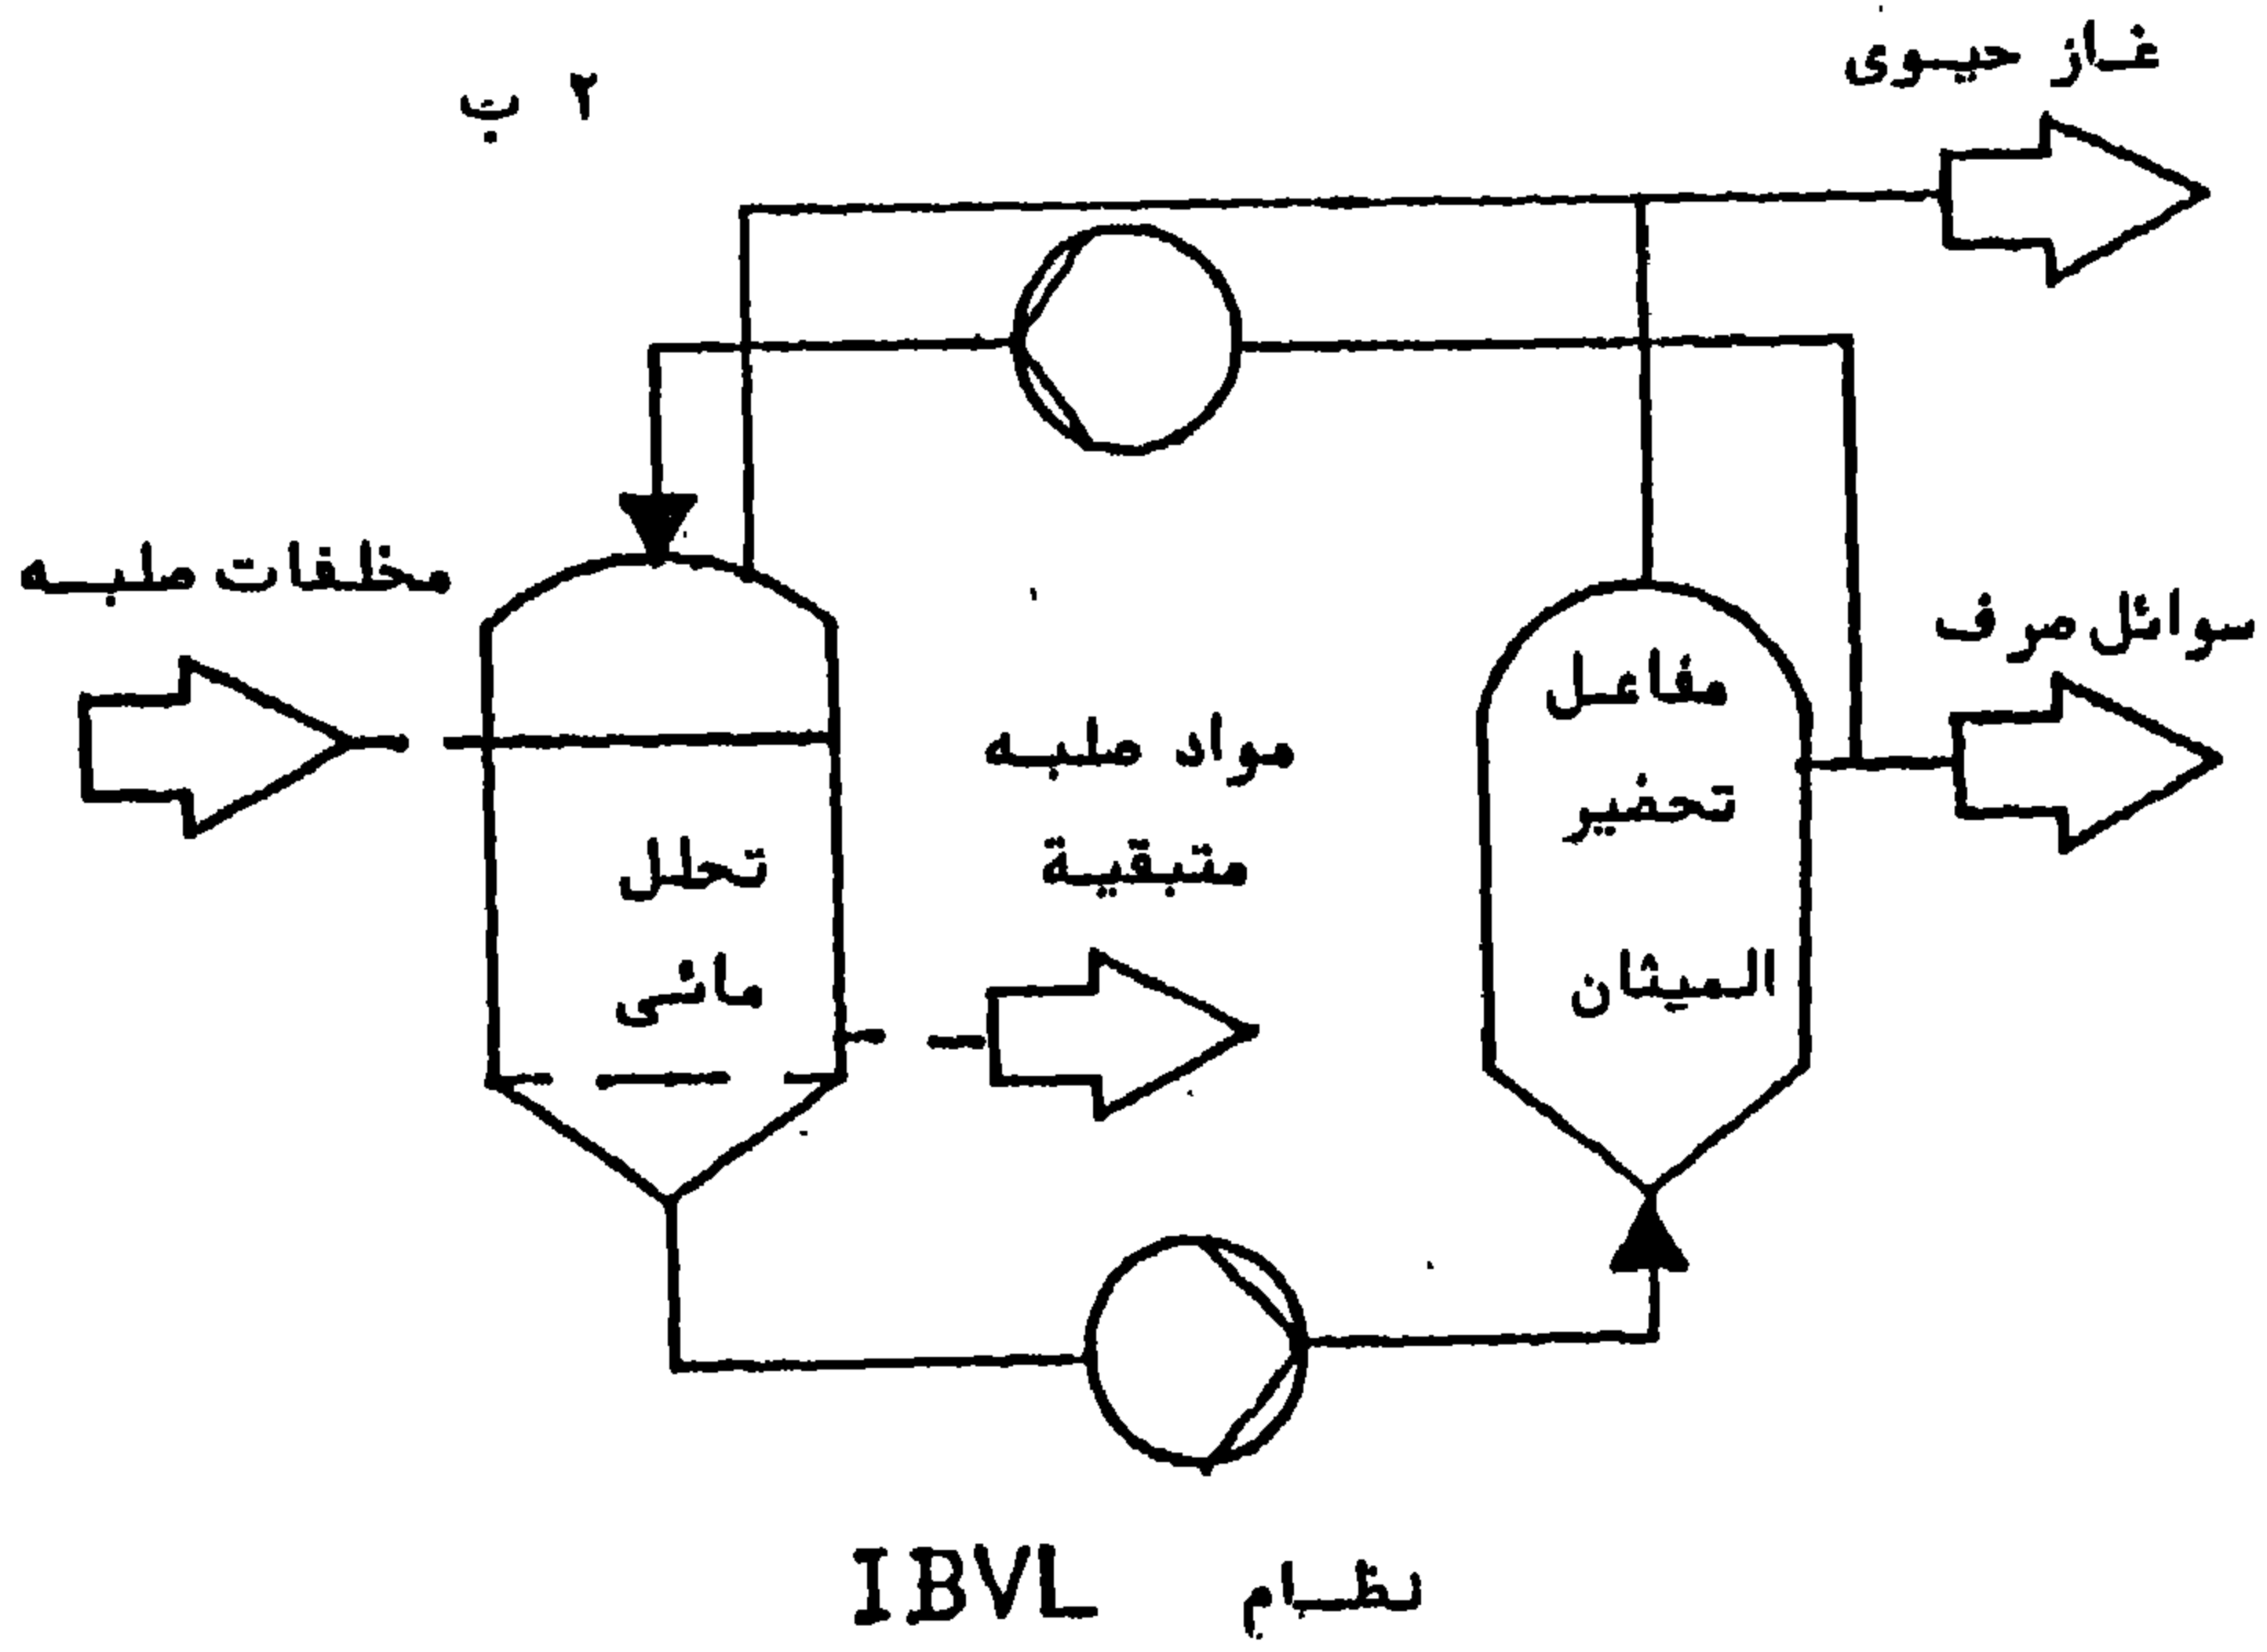 ٢ ب
غاز حيوى
مخلفات صلبه
سوائل صرف
مواد صلبه
متبقية
تحلل
مائى
مفاعل
تحضير
الميثان
نظام IBVL